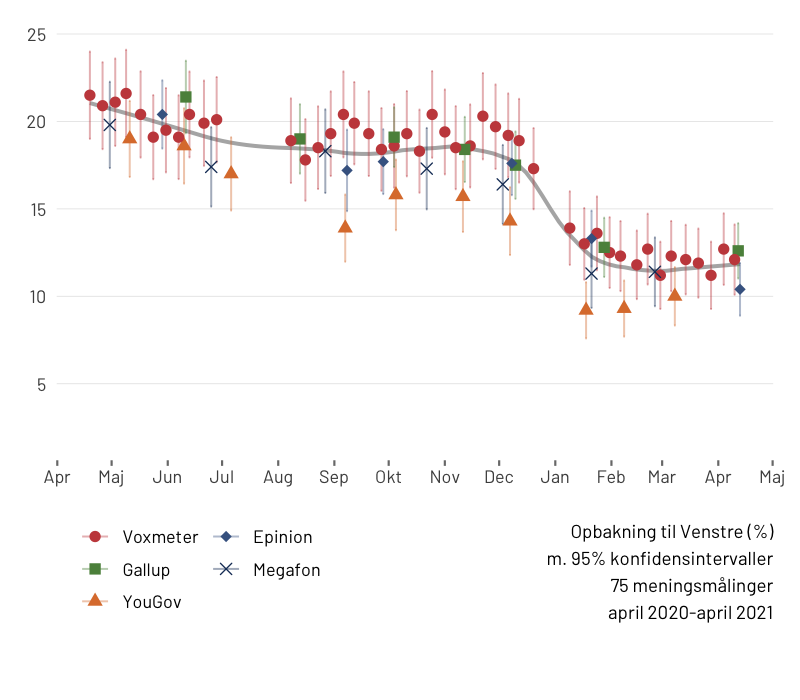 25
20
15
10
5
Apr Maj Jun Jul Aug Sep Okt Nov Dec Jan Feb Mar Apr Maj
Voxmeter Epinion
Gallup Megafon
YouGov
Opbakning til Venstre (%)
m. 95% konfidensintervaller
75 meningsmålinger
april 2020-april 2021